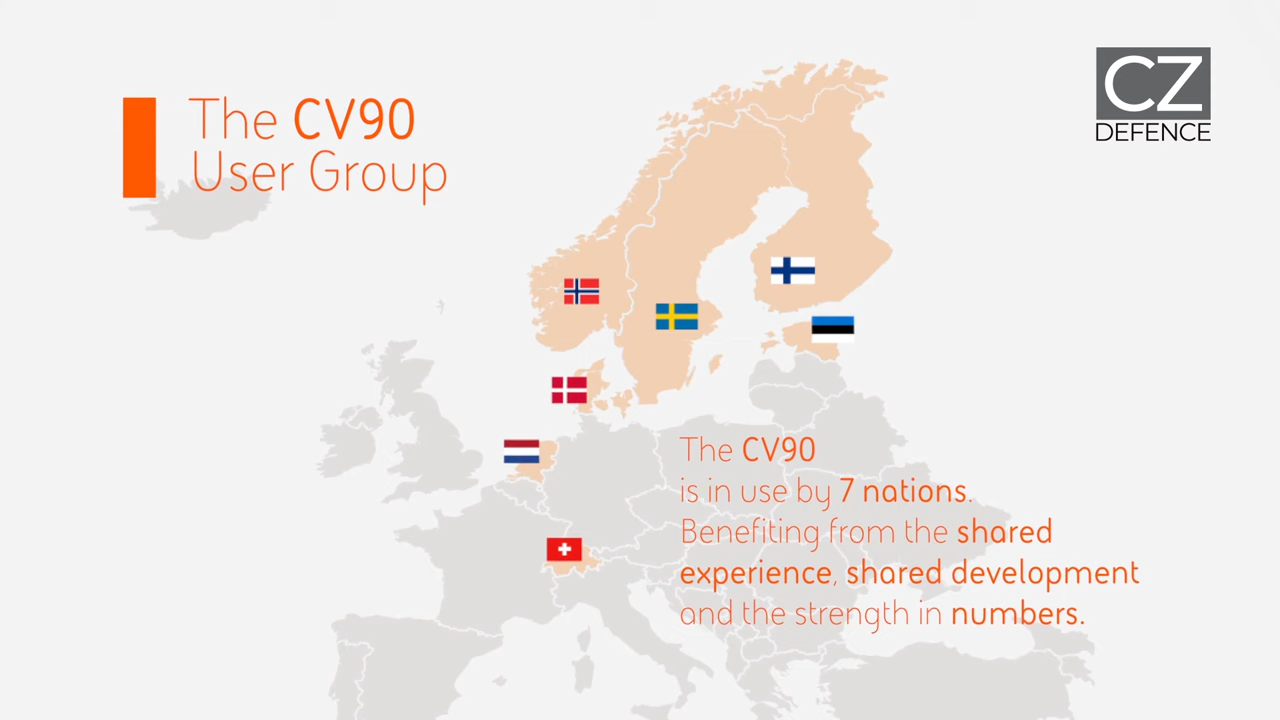 The CV90
User Group
CZ
DEFENCE
The CV90
is in use by 7 nations.
Benefiting from the shared
experience, shared development
and the strength in numbers.